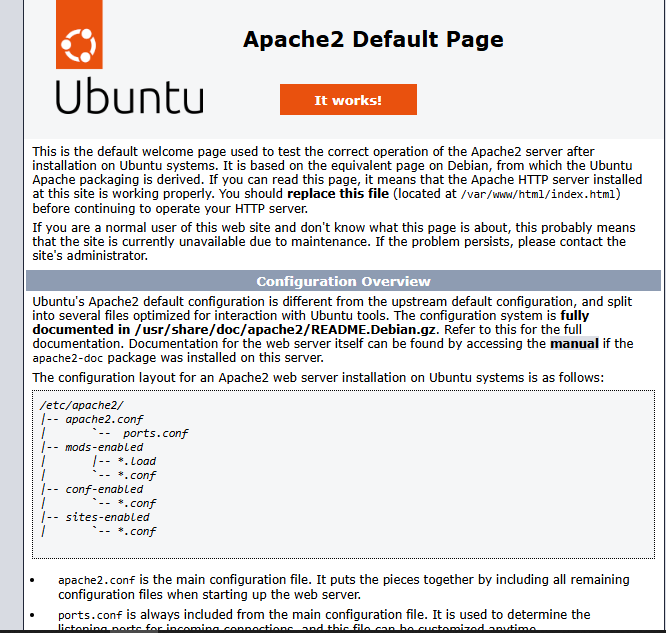 Apache2 Default Page
Ubuntu
It works!
This is the default welcome page used to test the correct operation of the Apache2 server after
installation on Ubuntu systems. It is based on the equivalent page on Debian, from which the Ubuntu
Apache packaging is derived. If you can read this page, it means that the Apache HTTP server installed
at this site is working properly. You should replace this file (located at /var/www/html/index.html)
before continuing to operate your HTTP server.
If you are a normal user of this web site and don't know what this page is about, this probably means
that the site is currently unavailable due to maintenance. If the problem persists, please contact the
site's administrator.
Configuration Overview
Ubuntu's Apache2 default configuration is different from the upstream default configuration, and split
into several files optimized for interaction with Ubuntu tools. The configuration system is fully
documented in /usr/share/doc/apache2/README.Debian.gz. Refer to this for the full
documentation. Documentation for the web server itself can be found by accessing the manual if the
apache2-doc package was installed on this server.
The configuration layout for an Apache2 web server installation on Ubuntu systems is as follows:
/etc/apache2/
|-- apache2.conf
|       `--  ports.conf
|-- mods-enabled
|       |-- *.load
|       `-- *.conf
|-- conf-enabled
|       `-- *.conf
|-- sites-enabled
|       `-- *.conf
• apache2.conf is the main configuration file. It puts the pieces together by including all remaining
configuration files when starting up the web server.
• ports.conf is always included from the main configuration file. It is used to determine the
listening ports for incoming connections, and this file can be customized anytime.